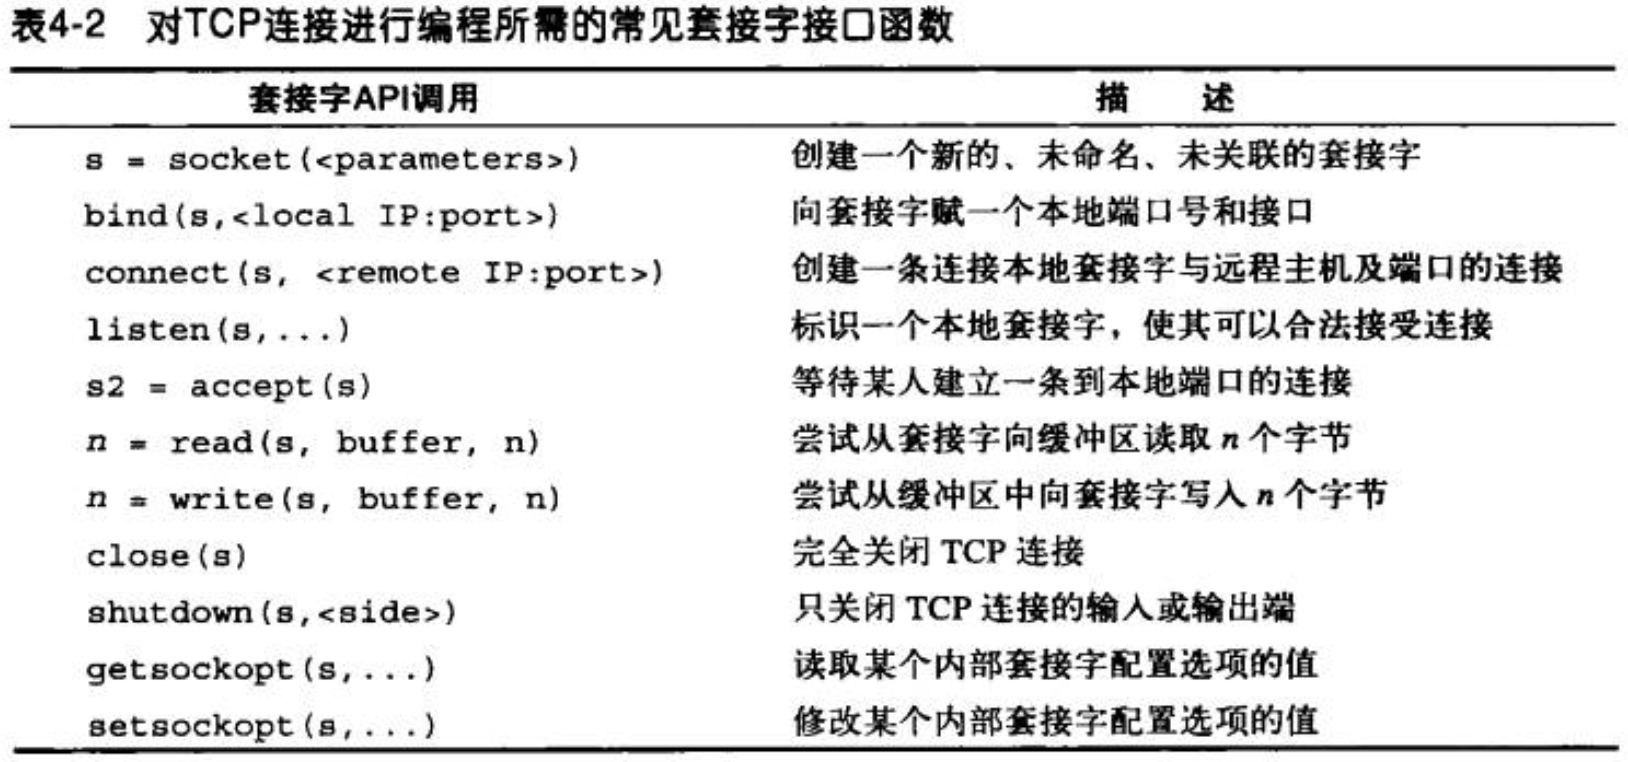 表4-2 对TCP连接进行编程所需的常见套接字接口函数
套接字API调用 描 述
s = socket(<parameters>) 创建一个新的、未命名、未关联的套接字
bind(s,<local IP:port>) 向套接字赋一个本地端口号和接口
connect(s, <remote IP:port>) 创建一条连接本地套接字与远程主机及端口的连接
listen(s,...) 标识一个本地套接字，使其可以合法接受连接
s2 = accept(s) 等待某人建立一条到本地端口的连接
n = read(s, buffer, n) 尝试从套接字向缓冲区读取 n 个字节
n = write(s, buffer, n) 尝试从缓冲区中向套接字写入 n 个字节
close(s) 完全关闭 TCP 连接
shutdown(s,<side>) 只关闭 TCP 连接的输入或输出端
getsockopt(s,...) 读取某个内部套接字配置选项的值
setsockopt(s,...) 修改某个内部套接字配置选项的值